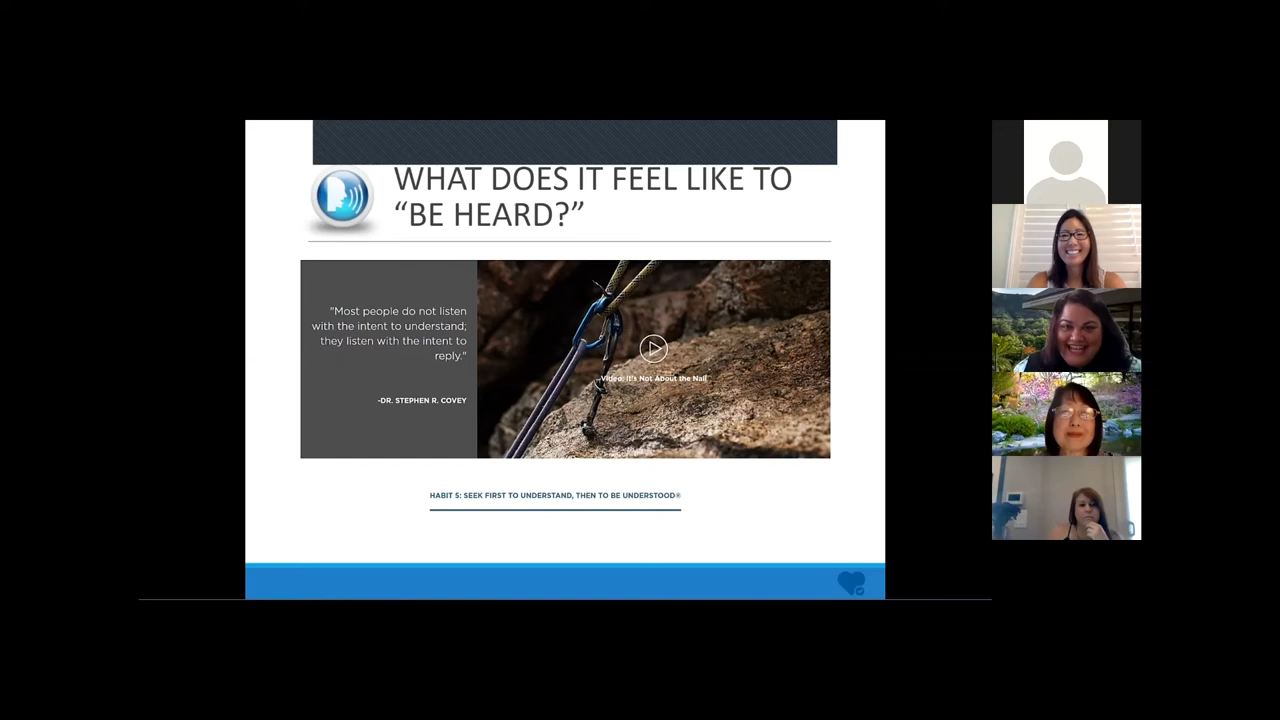 WHAT DOES IT FEEL LIKE TO
“BE HEARD?”
"Most people do not listen
with the intent to understand;
they listen with the intent to
reply."
-DR. STEPHEN R. COVEY
Video: It's Not About the Nail
HABIT 5: SEEK FIRST TO UNDERSTAND, THEN TO BE UNDERSTOOD®